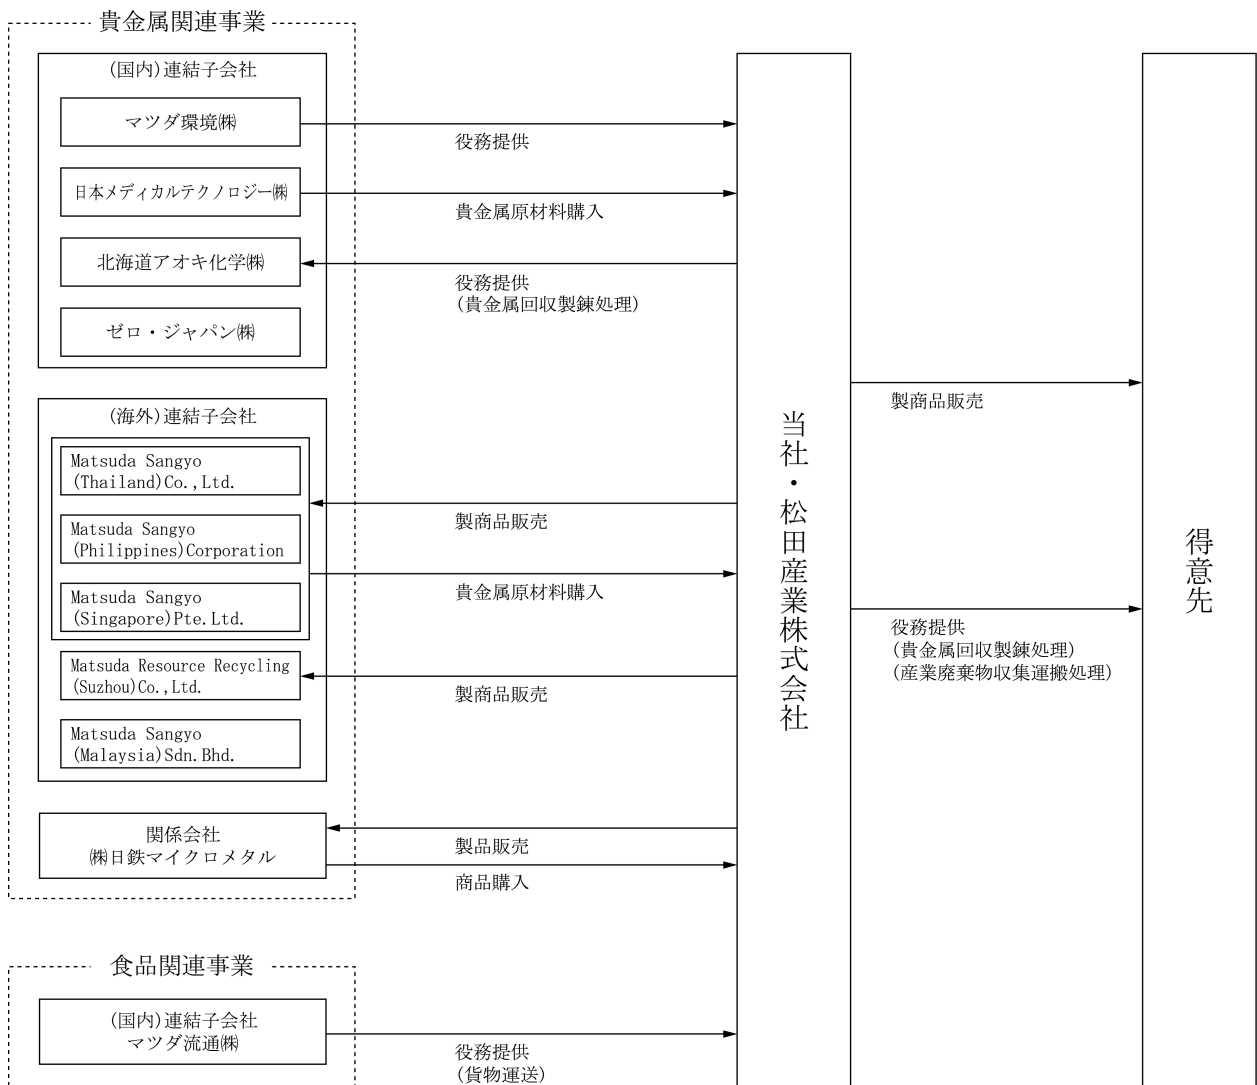 貴金属関連事業
(国内)連結子会社
マツダ環境㈱
役務提供
日本メディカルテクノロジー㈱
貴金属原材料購入
北海道アオキ化学㈱
役務提供
(貴金属回収製錬処理)
ゼロ・ジャパン㈱
(海外)連結子会社
Matsuda Sangyo
(Thailand)Co.,Ltd.
製商品販売
Matsuda Sangyo
(Philippines)Corporation
貴金属原材料購入
Matsuda Sangyo
(Singapore)Pte.Ltd.
Matsuda Resource Recycling
(Suzhou)Co.,Ltd.
製商品販売
Matsuda Sangyo
(Malaysia)Sdn.Bhd.
関係会社
㈱日鉄マイクロメタル
製品販売
商品購入
当社・松田産業株式会社
製商品販売
役務提供
(貴金属回収製錬処理)
(産業廃棄物収集運搬処理)
得意先
食品関連事業
(国内)連結子会社
マツダ流通㈱
役務提供
(貨物運送)